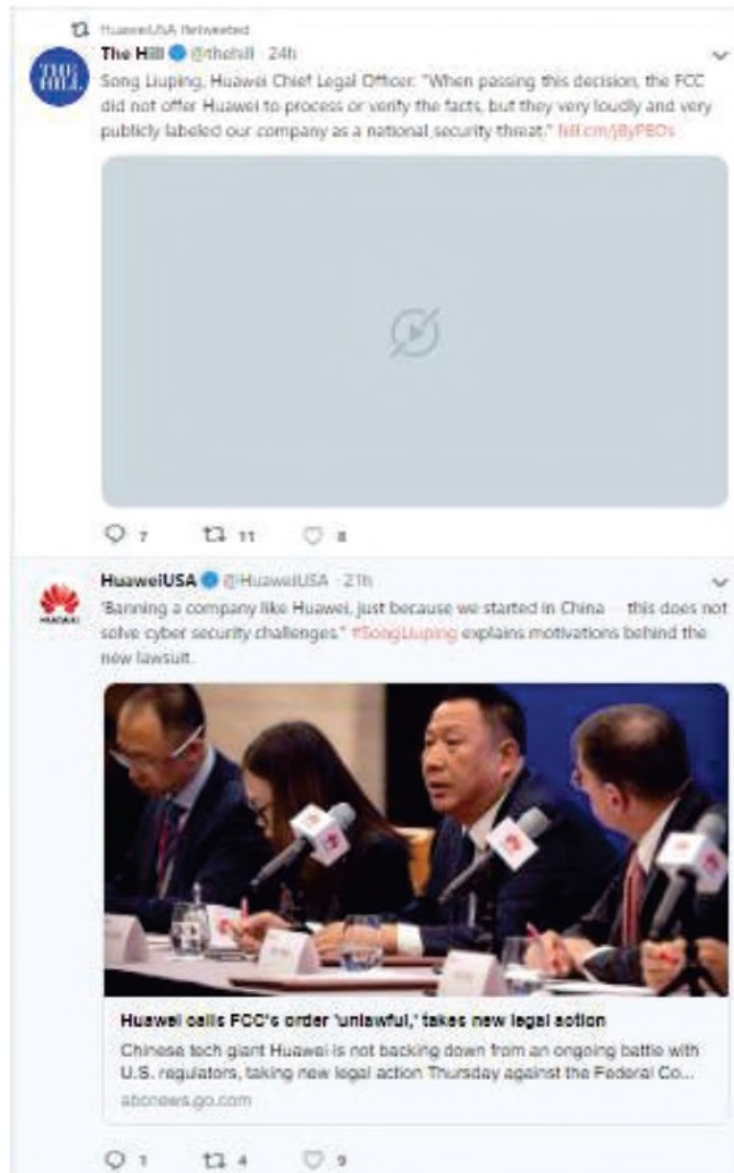 HuaweiUSA Retweeted
The Hill @thehill · 24h
Song Liuping, Huawei Chief Legal Officer: "When passing this decision, the FCC
did not offer Huawei to process or verify the facts, but they very loudly and very
publicly labeled our company as a national security threat."
THE
HILL
7 11 8
HuaweiUSA @HuaweiUSA · 21h
"Banning a company like Huawei, just because we started in China – this does not
solve cyber security challenges." #SongLiuping explains motivations behind the
new lawsuit.
HUAWEI
Huawei calls FCC's order 'unlawful,' takes new legal action
Chinese tech giant Huawei is not backing down from an ongoing battle with
U.S. regulators, taking new legal action Thursday against the Federal Co...
abcnews.go.com
1 4 9